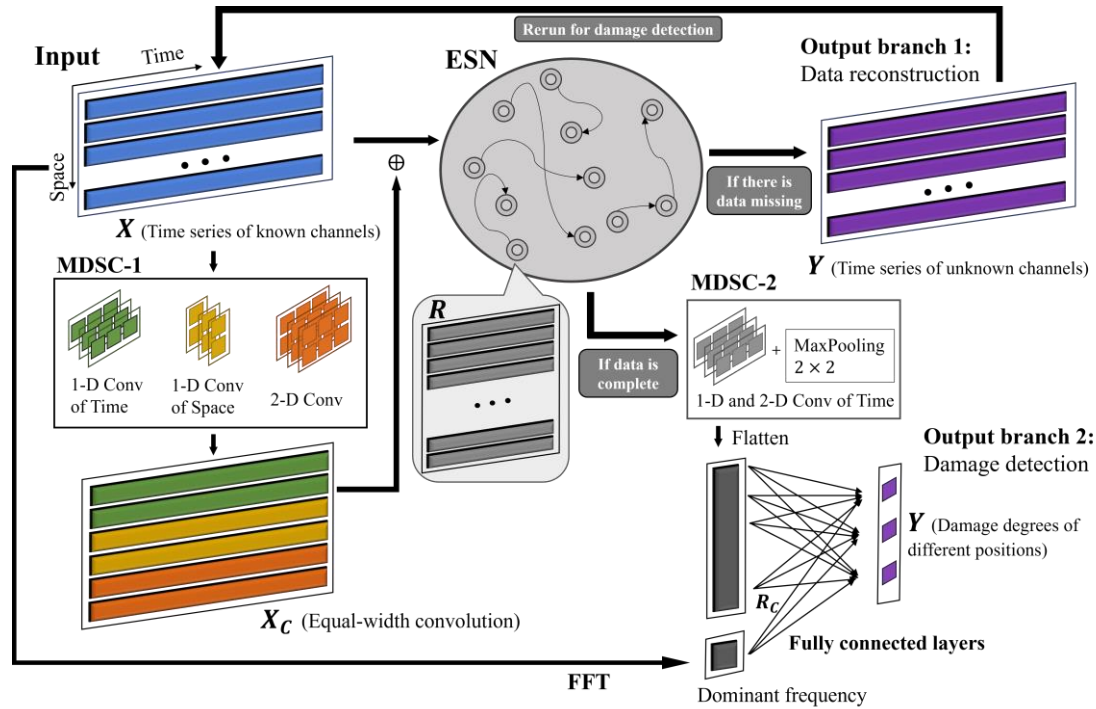 Rerun for damage detection
Input
Time
Space
X (Time series of known channels)
ESN
If there is
data missing
Output branch 1:
Data reconstruction
Y (Time series of unknown channels)
MDSC-1
1-D Conv
of Time
1-D Conv
of Space
2-D Conv
⊕
R
If data is
complete
MDSC-2
+
MaxPooling
2 × 2
1-D and 2-D Conv of Time
Flatten
Output branch 2:
Damage detection
Y (Damage degrees of
different positions)
R_C
Fully connected layers
X_C (Equal-width convolution)
FFT
Dominant frequency